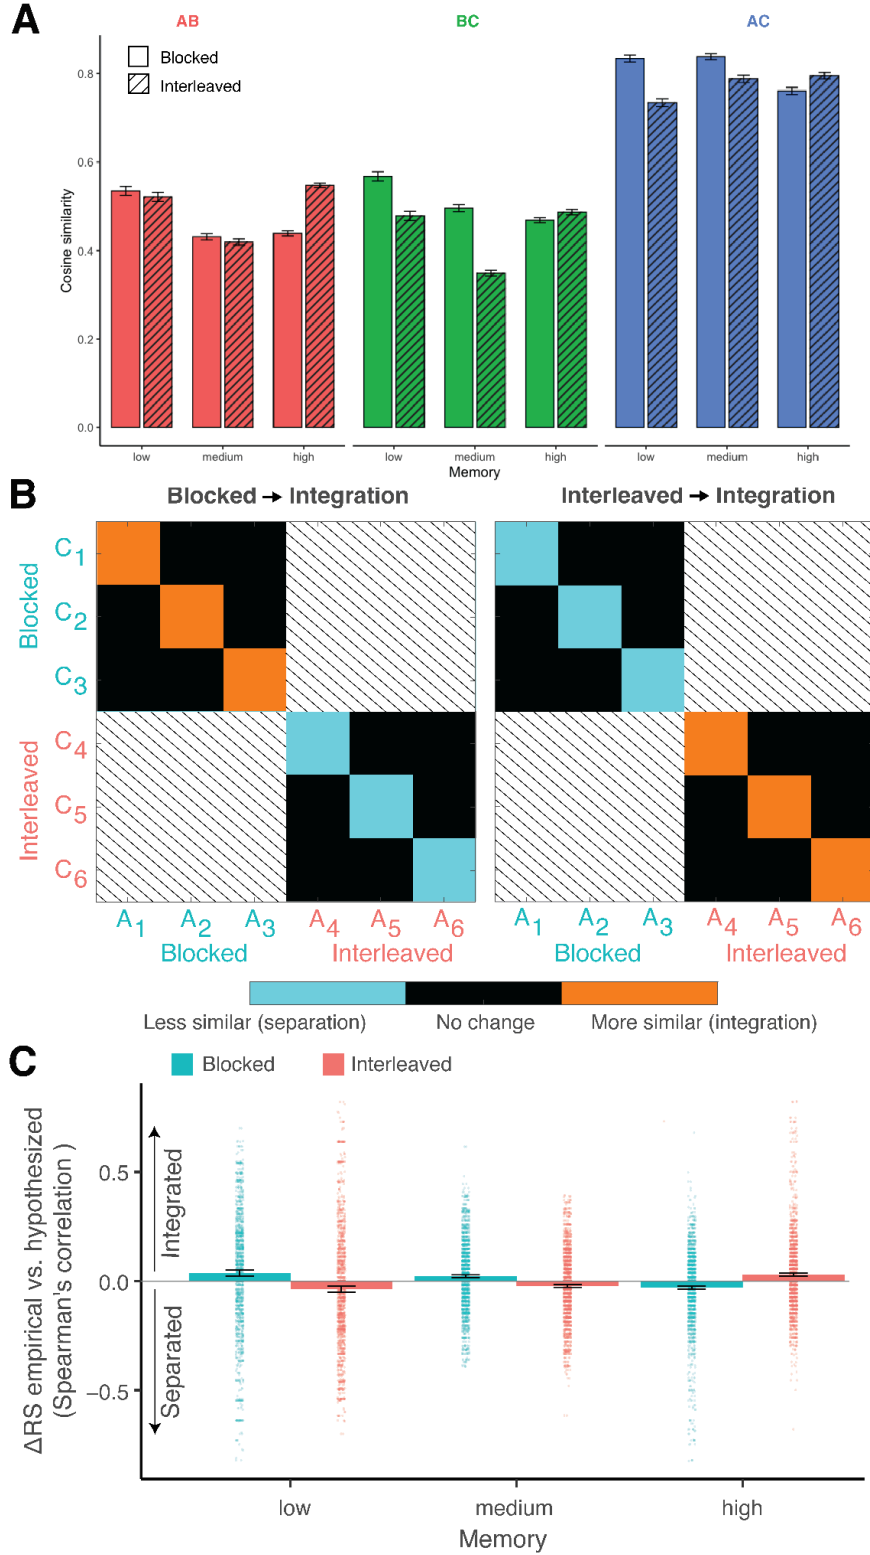 A
AB BC AC
Blocked
Interleaved
Cosine similarity
0.8
0.6
0.4
0.2
0.0
low medium high low medium high low medium high
Memory
B
Blocked → Integration Interleaved → Integration
Blocked
C1
C2
C3
Interleaved
C4
C5
C6
A1 A2 A3 A4 A5 A6 A1 A2 A3 A4 A5 A6
Blocked Interleaved Blocked Interleaved
Less similar (separation) No change More similar (integration)
C
Blocked Interleaved
ΔRS empirical vs. hypothesized
(Spearman's correlation )
Integrated
Separated
0.5
0.0
−0.5
low medium high
Memory